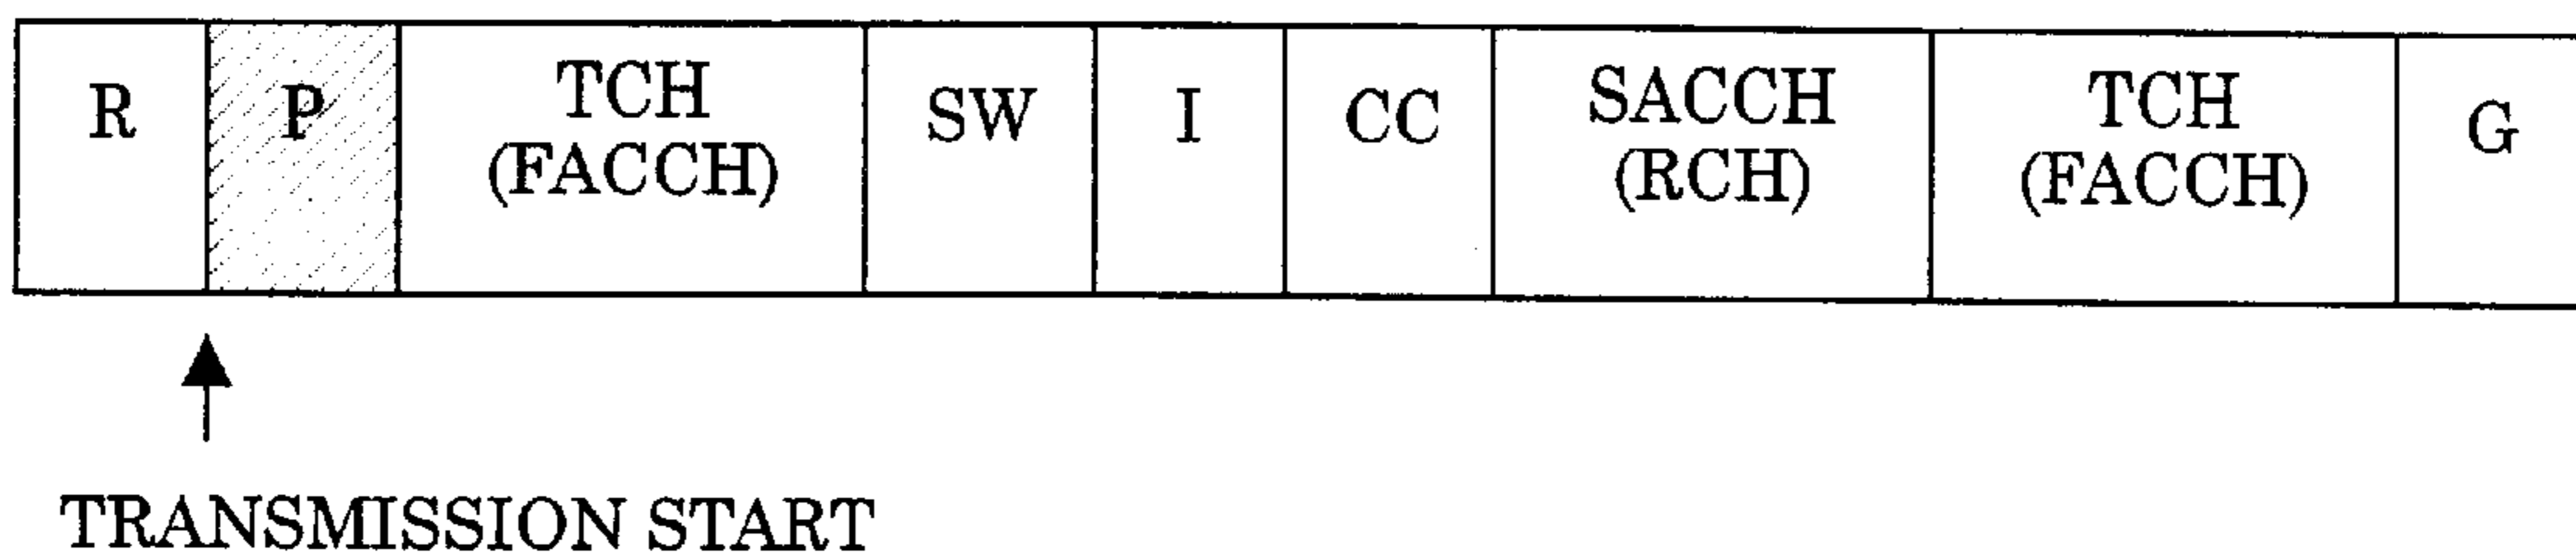 R
P
TCH
(FACCH)
SW
I
CC
SACCH
(RCH)
TCH
(FACCH)
G
TRANSMISSION START